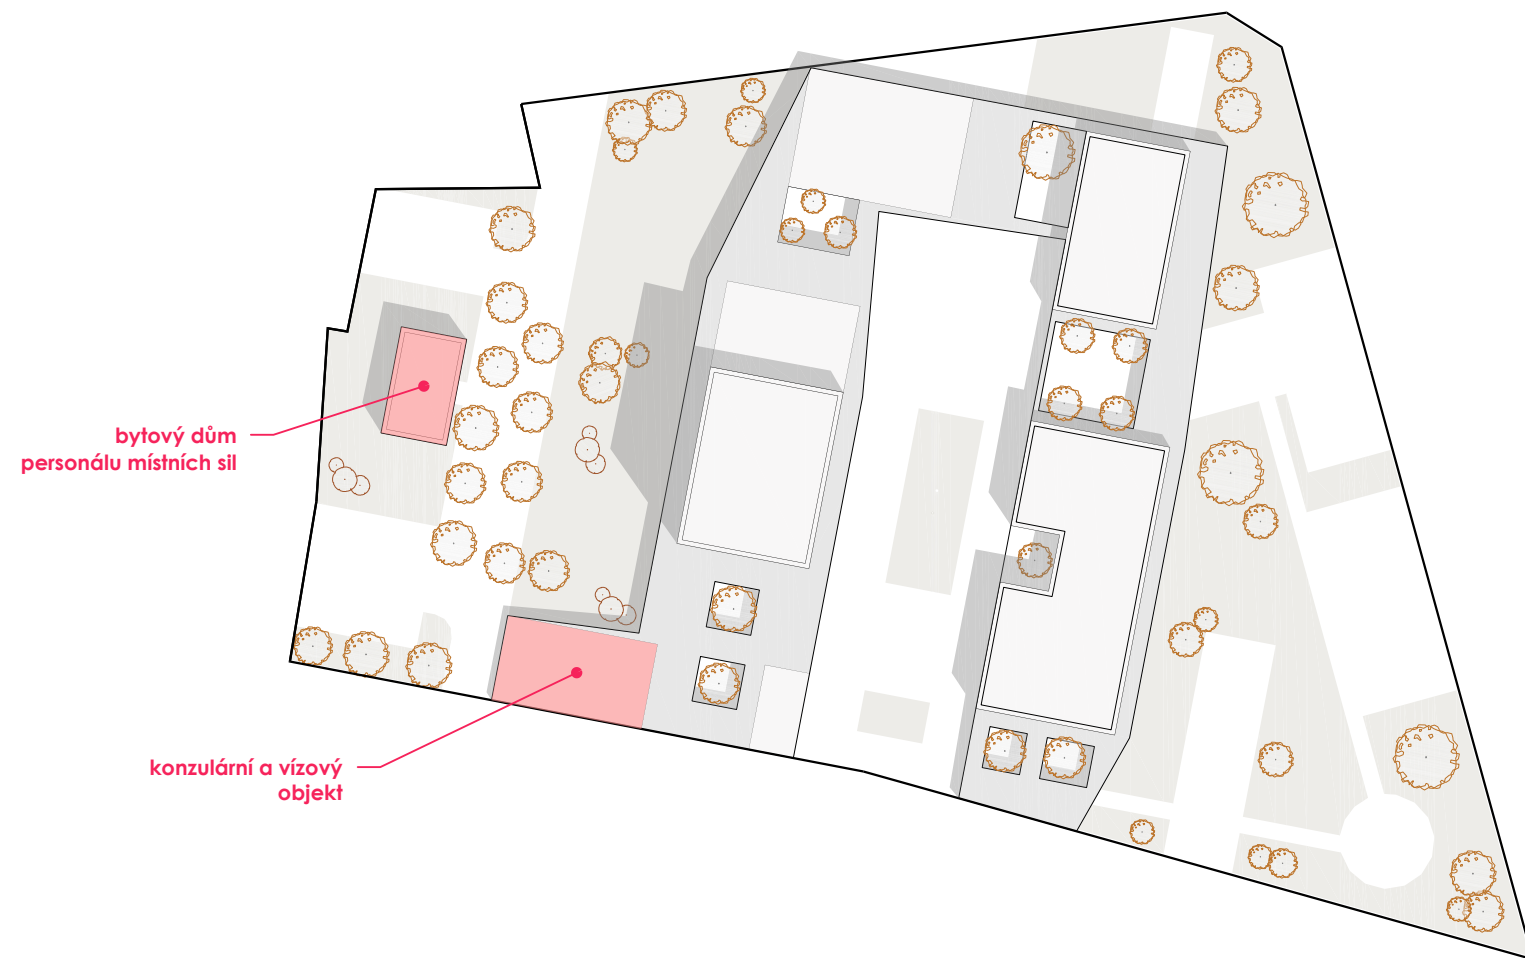 bytový dům
personálu místních sil
konzulární a vízový
objekt